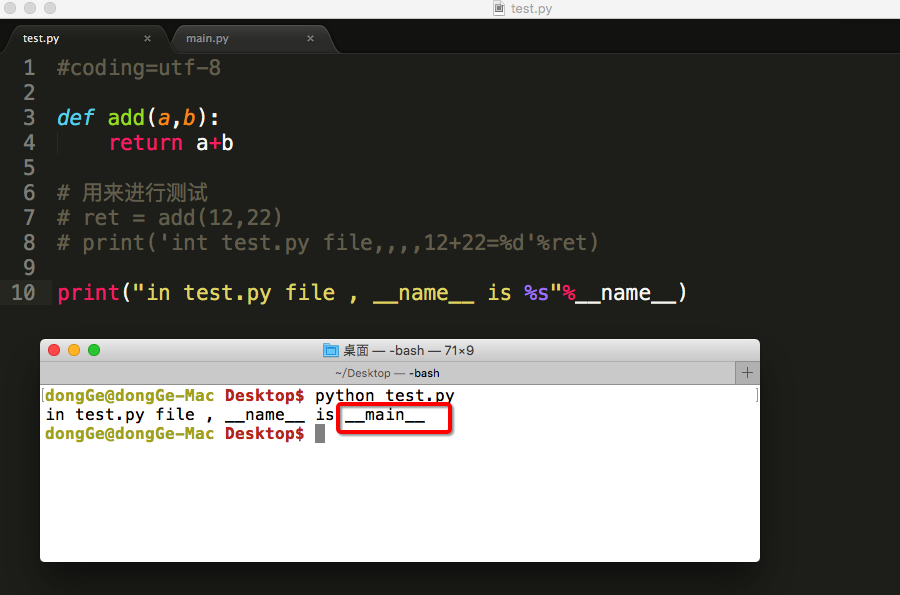 test.py
test.py × main.py ×
1 #coding=utf-8
2
3 def add(a,b):
4     return a+b
5
6 # 用来进行测试
7 # ret = add(12,22)
8 # print('int test.py file,,,,12+22=%d'%ret)
9
10 print("in test.py file , __name__ is %s"%__name__)
桌面 — -bash — 71×9
~/Desktop — -bash +
[dongGe@dongGe-Mac Desktop$ python test.py ]
in test.py file , __name__ is __main__
dongGe@dongGe-Mac Desktop$